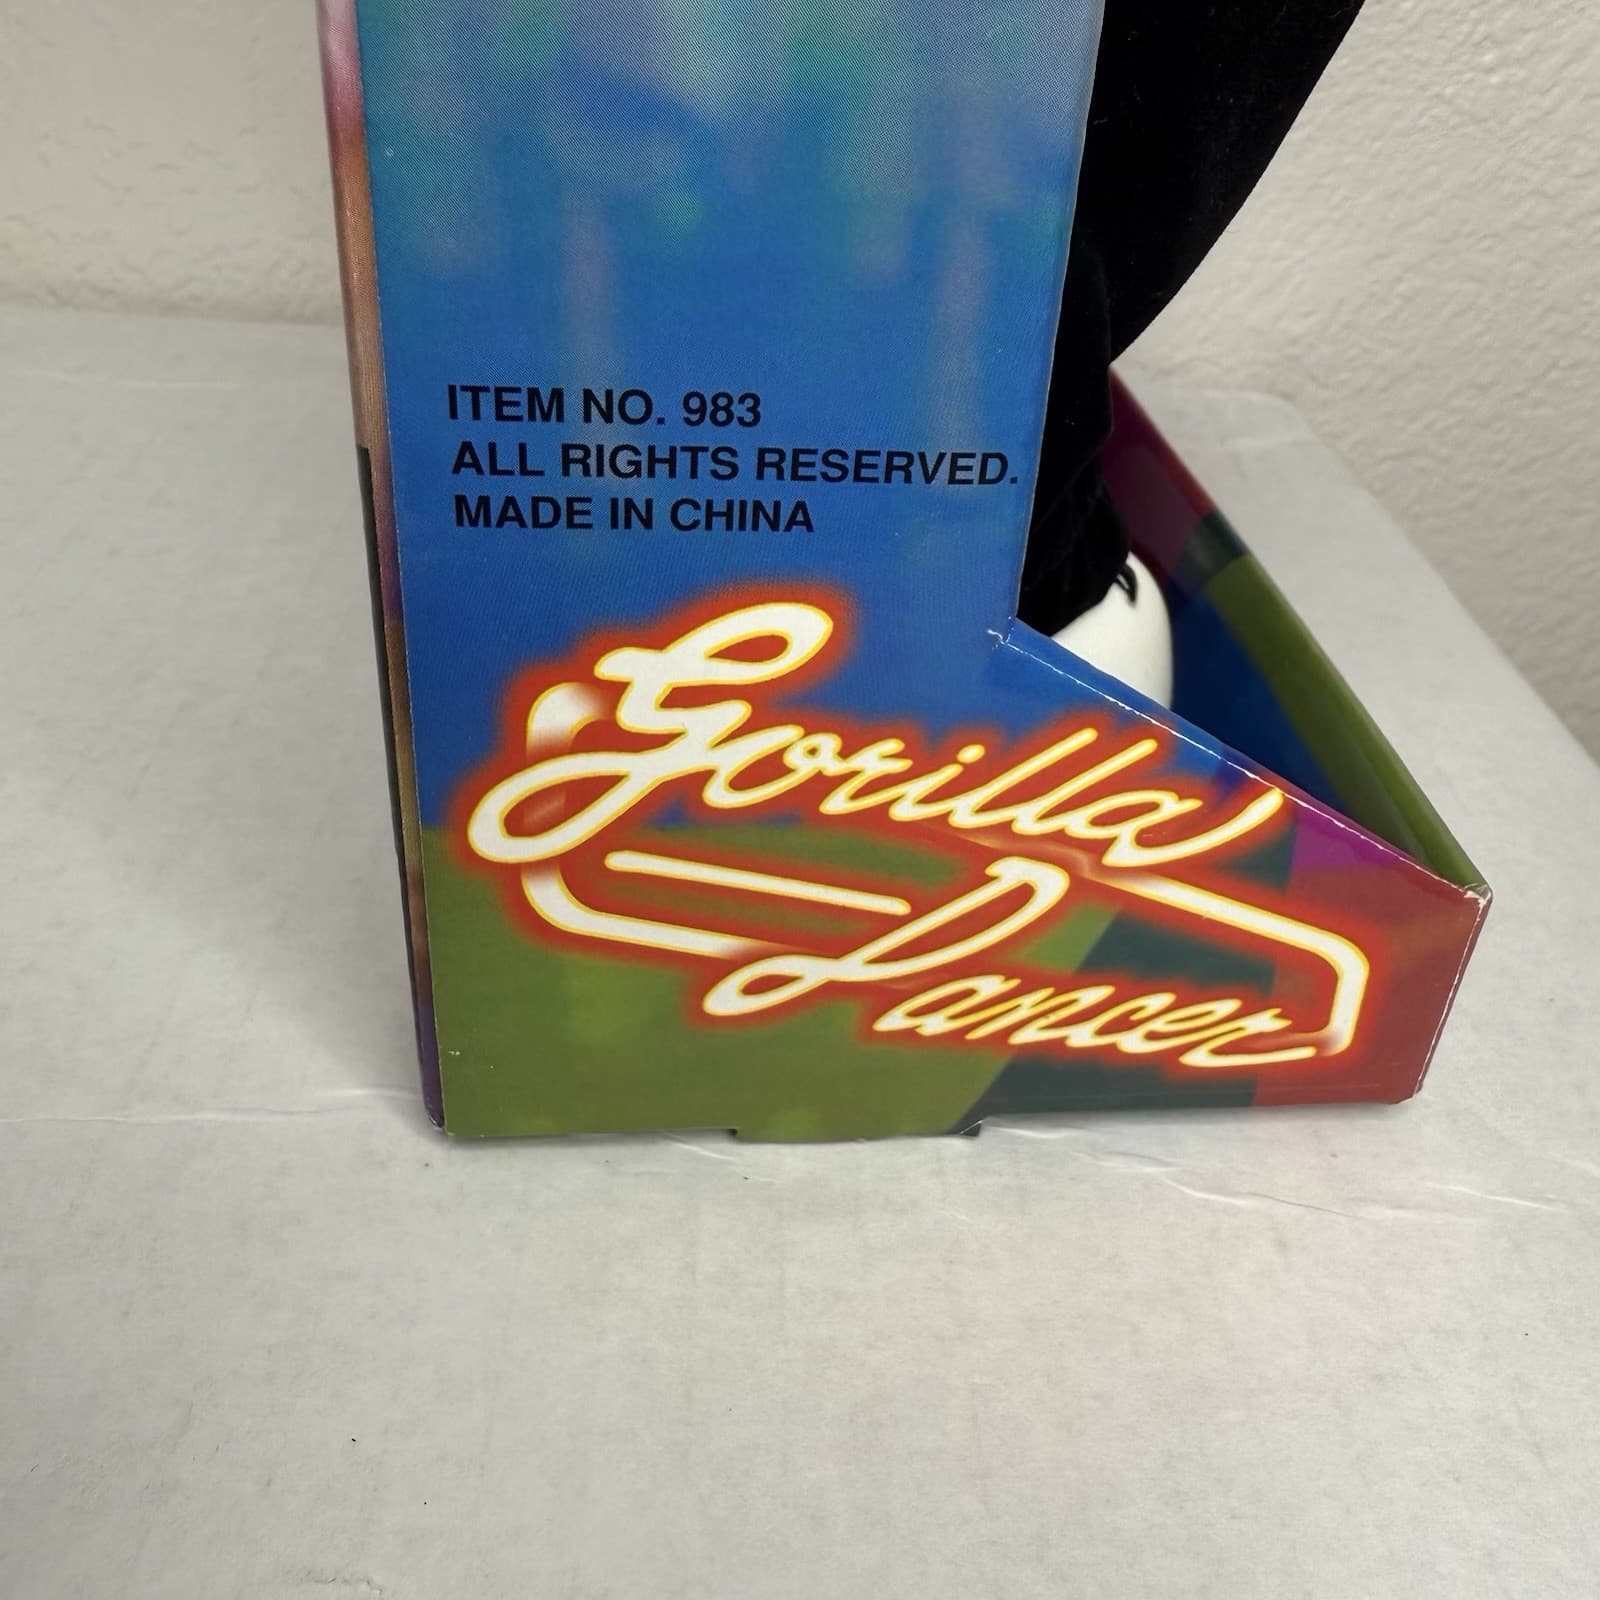 ITEM NO. 983
ALL RIGHTS RESERVED.
MADE IN CHINA
Gorilla
Dancer